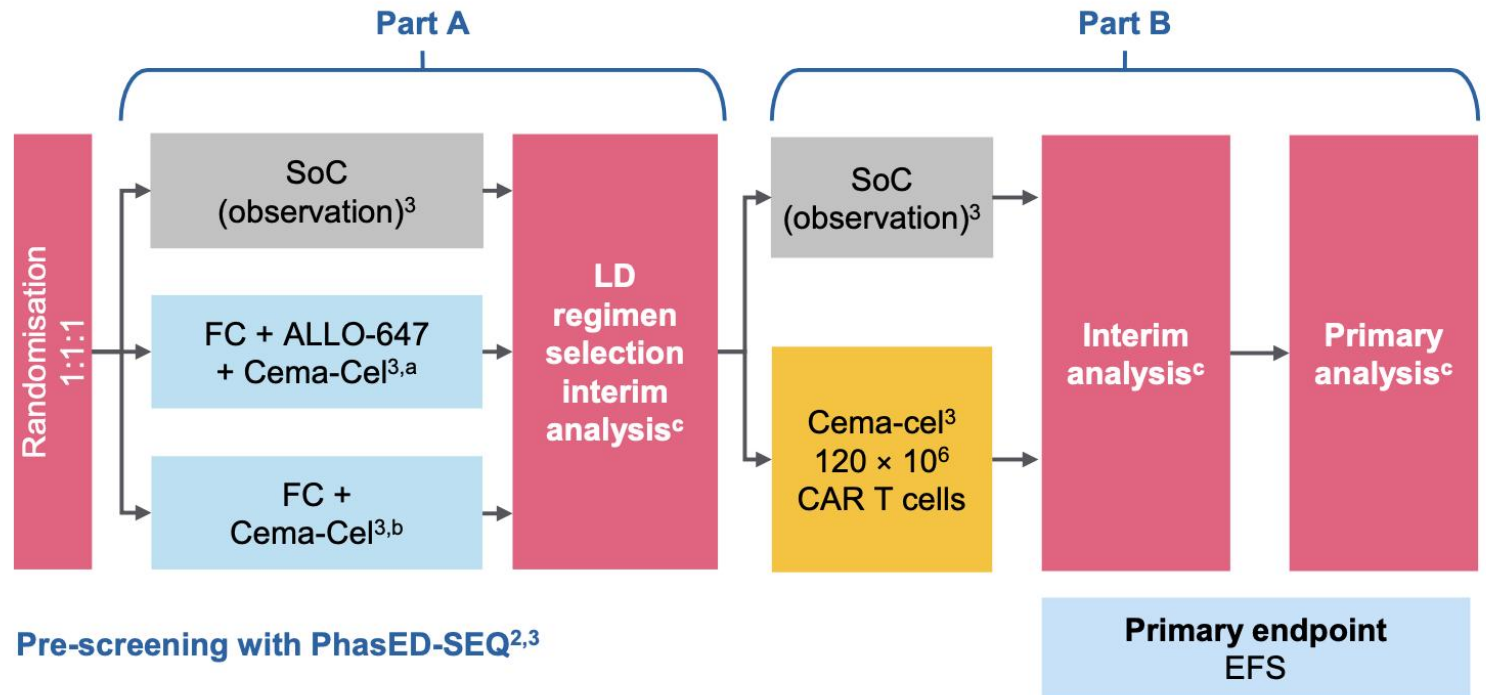 Part A
Part B
Randomisation
1:1:1
SoC
(observation)³
FC + ALLO-647
+ Cema-Cel³,ᵃ
FC +
Cema-Cel³,ᵇ
LD
regimen
selection
interim
analysisᶜ
SoC
(observation)³
Cema-cel³
120 × 10⁶
CAR T cells
Interim
analysisᶜ
Primary
analysisᶜ
Pre-screening with PhasED-SEQ²,³
Primary endpoint
EFS